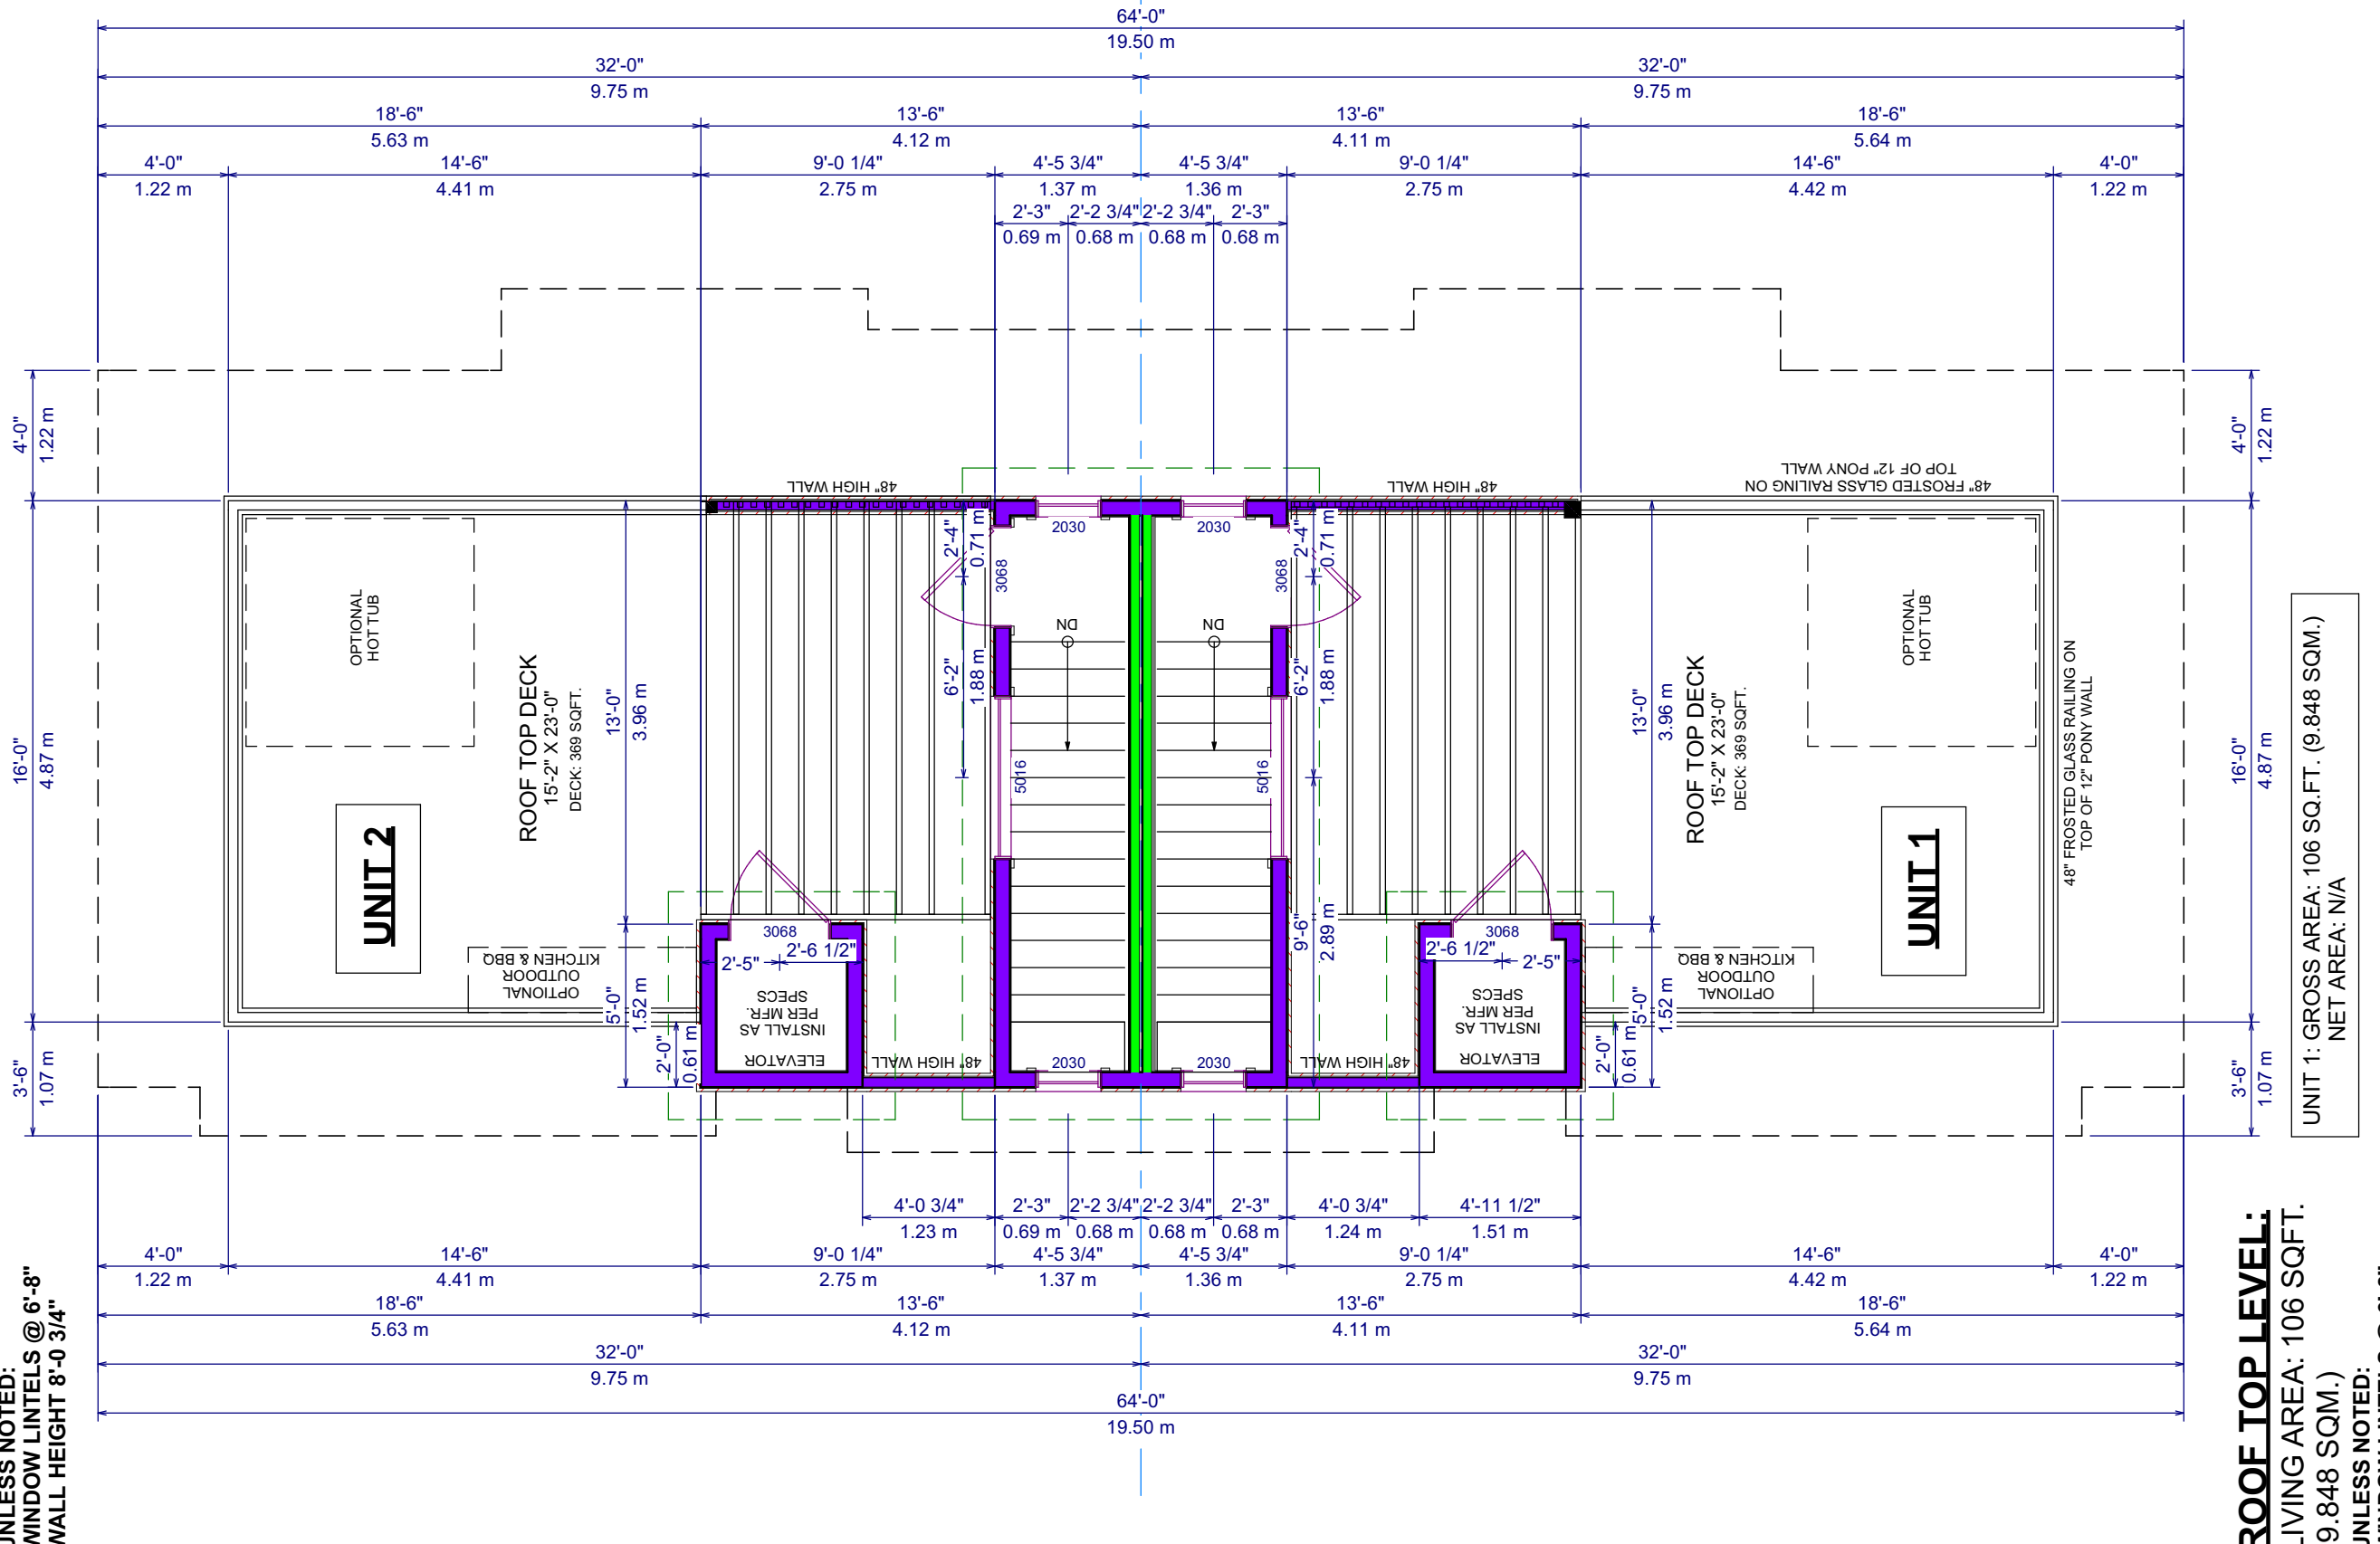 64'-0"
19.50 m
32'-0"
9.75 m
32'-0"
9.75 m
18'-6"
5.63 m
13'-6"
4.12 m
13'-6"
4.11 m
18'-6"
5.64 m
4'-0"
1.22 m
14'-6"
4.41 m
9'-0 1/4"
2.75 m
4'-5 3/4"
1.37 m
4'-5 3/4"
1.36 m
9'-0 1/4"
2.75 m
14'-6"
4.42 m
4'-0"
1.22 m
2'-3"
0.69 m
2'-2 3/4"
0.68 m
2'-2 3/4"
0.68 m
2'-3"
0.68 m
4'-0"
1.22 m
16'-0"
4.87 m
3'-6"
1.07 m
OPTIONAL
HOT TUB
ROOF TOP DECK
15'-2" X 23'-0"
DECK: 369 SQFT.
UNIT 2
OPTIONAL
OUTDOOR
KITCHEN & BBQ
13'-0"
3.96 m
5'-0"
1.52 m
2'-0"
0.61 m
48" HIGH WALL
2'-4"
0.71 m
6'-2"
1.88 m
3068
2030
DN
5016
3068
2'-5"
2'-6 1/2"
ELEVATOR
INSTALL AS
PER MFR.
SPECS
48" HIGH WALL
2030
2030
DN
3068
5016
2030
48" HIGH WALL
2'-4"
0.71 m
6'-2"
1.88 m
9'-6"
2.89 m
48" HIGH WALL
3068
2'-6 1/2"
2'-5"
ELEVATOR
INSTALL AS
PER MFR.
SPECS
13'-0"
3.96 m
5'-0"
1.52 m
2'-0"
0.61 m
ROOF TOP DECK
15'-2" X 23'-0"
DECK: 369 SQFT.
OPTIONAL
OUTDOOR
KITCHEN & BBQ
48" FROSTED GLASS RAILING ON
TOP OF 12" PONY WALL
OPTIONAL
HOT TUB
UNIT 1
48" FROSTED GLASS RAILING ON
TOP OF 12" PONY WALL
4'-0"
1.22 m
16'-0"
4.87 m
3'-6"
1.07 m
UNIT 1: GROSS AREA: 106 SQ.FT. (9.848 SQM.)
NET AREA: N/A
4'-0 3/4"
1.23 m
2'-3"
0.69 m
2'-2 3/4"
0.68 m
2'-2 3/4"
0.68 m
2'-3"
0.68 m
4'-0 3/4"
1.24 m
4'-11 1/2"
1.51 m
4'-0"
1.22 m
14'-6"
4.41 m
9'-0 1/4"
2.75 m
4'-5 3/4"
1.37 m
4'-5 3/4"
1.36 m
9'-0 1/4"
2.75 m
14'-6"
4.42 m
4'-0"
1.22 m
18'-6"
5.63 m
13'-6"
4.12 m
13'-6"
4.11 m
18'-6"
5.64 m
32'-0"
9.75 m
32'-0"
9.75 m
64'-0"
19.50 m
UNLESS NOTED:
WINDOW LINTELS @ 6'-8"
WALL HEIGHT 8'-0 3/4"
ROOF TOP LEVEL:
LIVING AREA: 106 SQFT.
9.848 SQM.)
UNLESS NOTED: